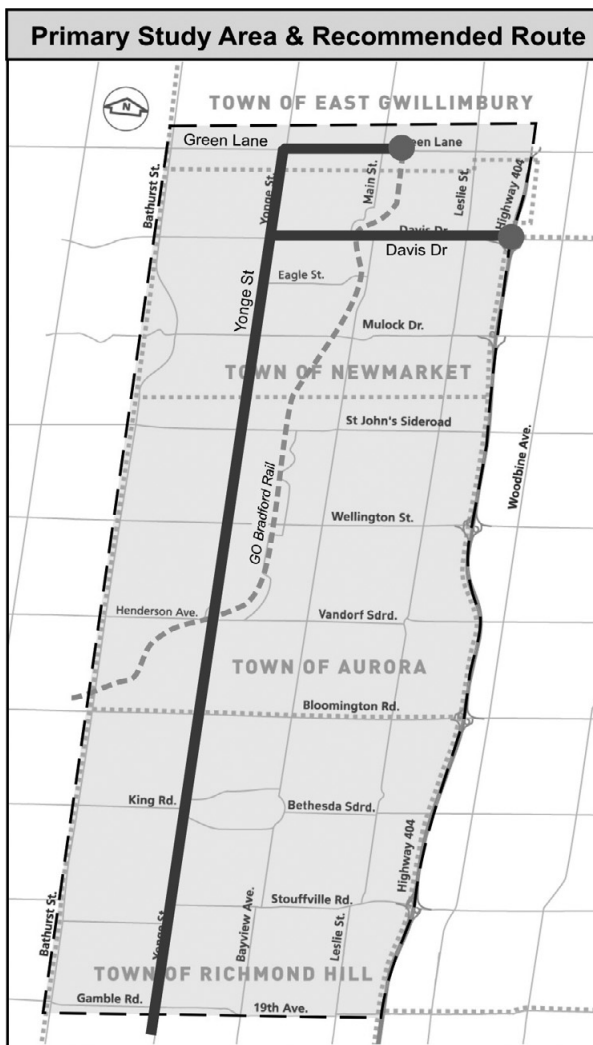 Primary Study Area & Recommended Route
N
TOWN OF EAST GWILLIMBURY
Green Lane
Green Lane
Bathurst St.
Yonge St.
Main St.
Leslie St.
Highway 404
Davis Dr.
Davis Dr
Eagle St.
Yonge St
Mulock Dr.
TOWN OF NEWMARKET
St John's Sideroad
Woodbine Ave.
GO Bradford Rail
Wellington St.
Henderson Ave.
Vandorf Sdrd.
TOWN OF AURORA
Bloomington Rd.
King Rd.
Bethesda Sdrd.
Highway 404
Bathurst St.
Yonge St.
Bayview Ave.
Leslie St.
Stouffville Rd.
TOWN OF RICHMOND HILL
Gamble Rd.
19th Ave.